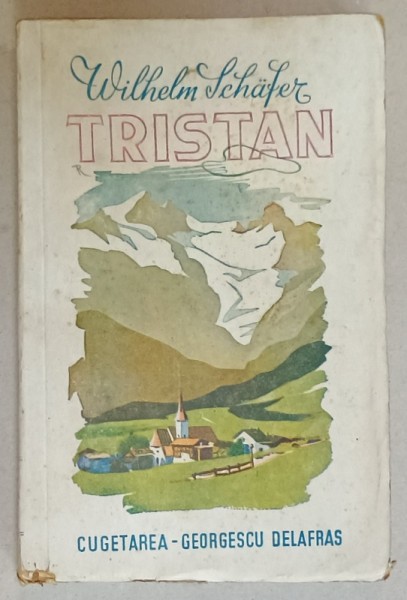 Wilhelm Schäfer
TRISTAN
CUGETAREA - GEORGESCU DELAFRAS